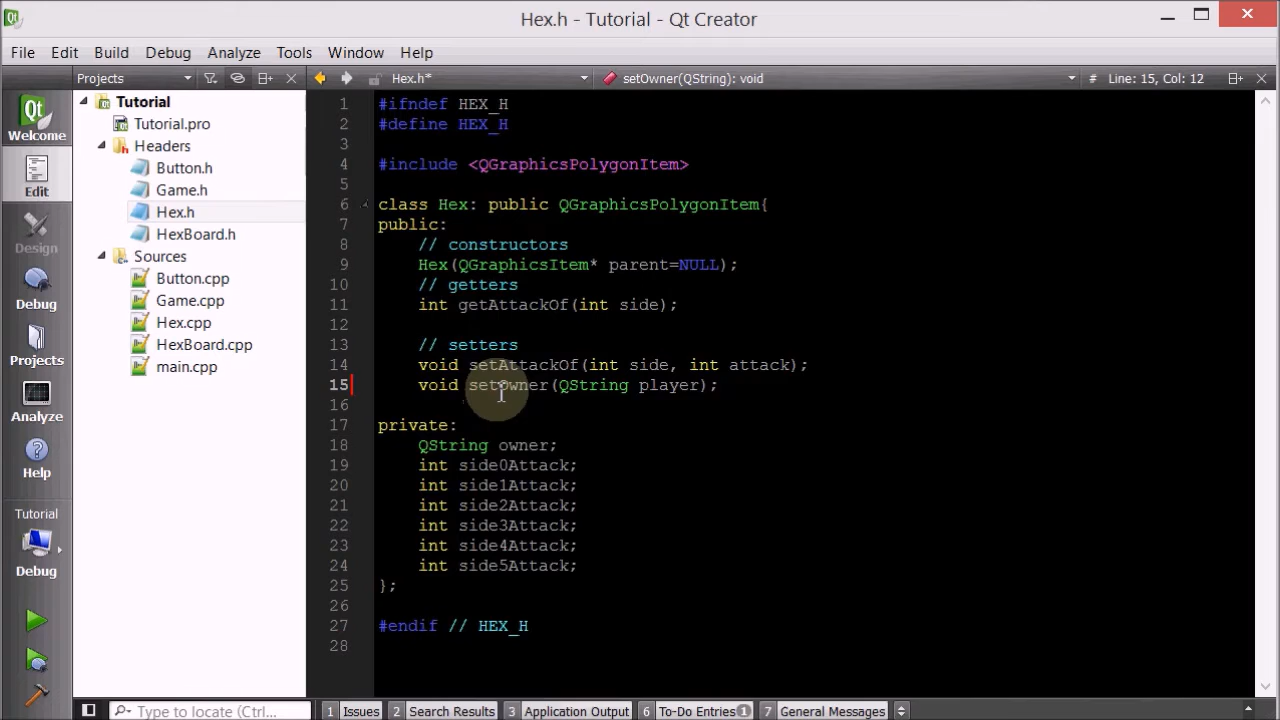 Hex.h - Tutorial - Qt Creator
File Edit Build Debug Analyze Tools Window Help
Projects Hex.h* setOwner(QString): void # Line: 15, Col: 12
Welcome
Edit
Design
Debug
Projects
Analyze
Help
Tutorial
Debug
Tutorial
Tutorial.pro
Headers
Button.h
Game.h
Hex.h
HexBoard.h
Sources
Button.cpp
Game.cpp
Hex.cpp
HexBoard.cpp
main.cpp
1 #ifndef HEX_H
2 #define HEX_H
3
4 #include <QGraphicsPolygonItem>
5
6 class Hex: public QGraphicsPolygonItem{
7 public:
8 // constructors
9 Hex(QGraphicsItem* parent=NULL);
10 // getters
11 int getAttackOf(int side);
12
13 // setters
14 void setAttackOf(int side, int attack);
15 void setOwner(QString player);
16
17 private:
18 QString owner;
19 int side0Attack;
20 int side1Attack;
21 int side2Attack;
22 int side3Attack;
23 int side4Attack;
24 int side5Attack;
25 };
26
27 #endif // HEX_H
28
Type to locate (Ctrl... 1 Issues 2 Search Results 3 Application Output 6 To-Do Entries 1 7 General Messages